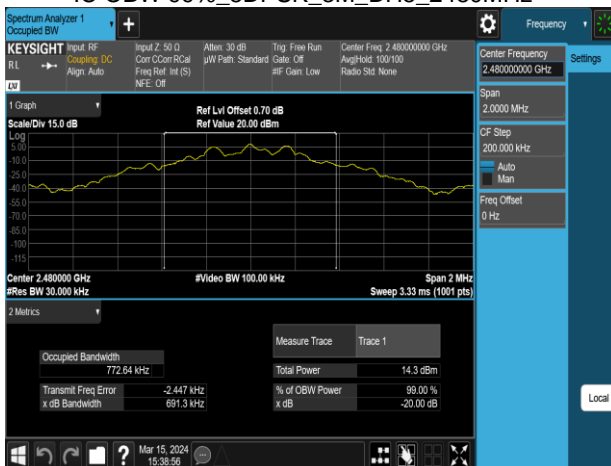 Spectrum Analyzer 1
Occupied BW
Frequency
KEYSIGHT
RL
LXI
Input: RF
Coupling: DC
Align: Auto
Input Z: 50 Ω
Corr CCorr RCal
Freq Ref: Int (S)
NFE: Off
Atten: 30 dB
µW Path: Standard
Trig: Free Run
Gate: Off
#IF Gain: Low
Center Freq: 2.480000000 GHz
Avg|Hold: 100/100
Radio Std: None
Center Frequency
2.480000000 GHz
Settings
Span
2.0000 MHz
CF Step
200.000 kHz
Auto
Man
Freq Offset
0 Hz
Local
1 Graph
Scale/Div 15.0 dB
Ref Lvl Offset 0.70 dB
Ref Value 20.00 dBm
Log
5.00
-10.0
-25.0
-40.0
-55.0
-70.0
-85.0
-100
-115
Center 2.480000 GHz
#Res BW 30.000 kHz
#Video BW 100.00 kHz
Span 2 MHz
Sweep 3.33 ms (1001 pts)
2 Metrics
Measure Trace Trace 1
Occupied Bandwidth
772.64 kHz
Total Power 14.3 dBm
Transmit Freq Error -2.447 kHz
% of OBW Power 99.00 %
x dB Bandwidth 691.3 kHz
x dB -20.00 dB
Mar 15, 2024
15:38:56